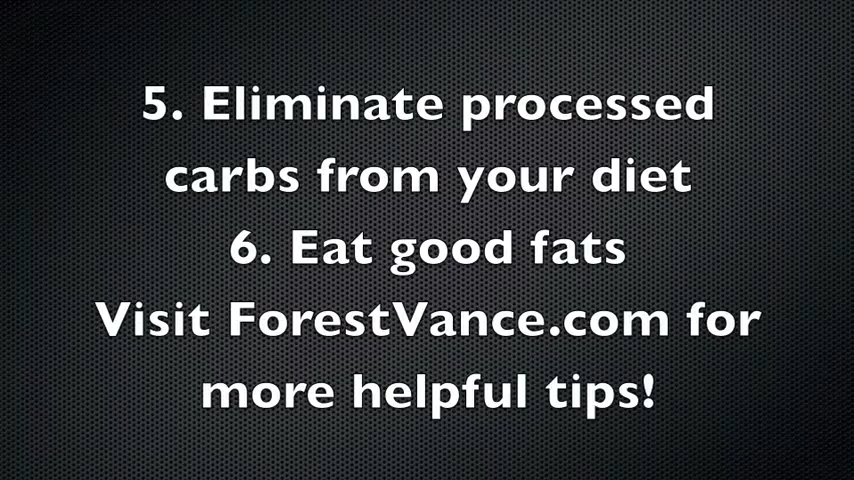 5. Eliminate processed
carbs from your diet
6. Eat good fats
Visit ForestVance.com for
more helpful tips!